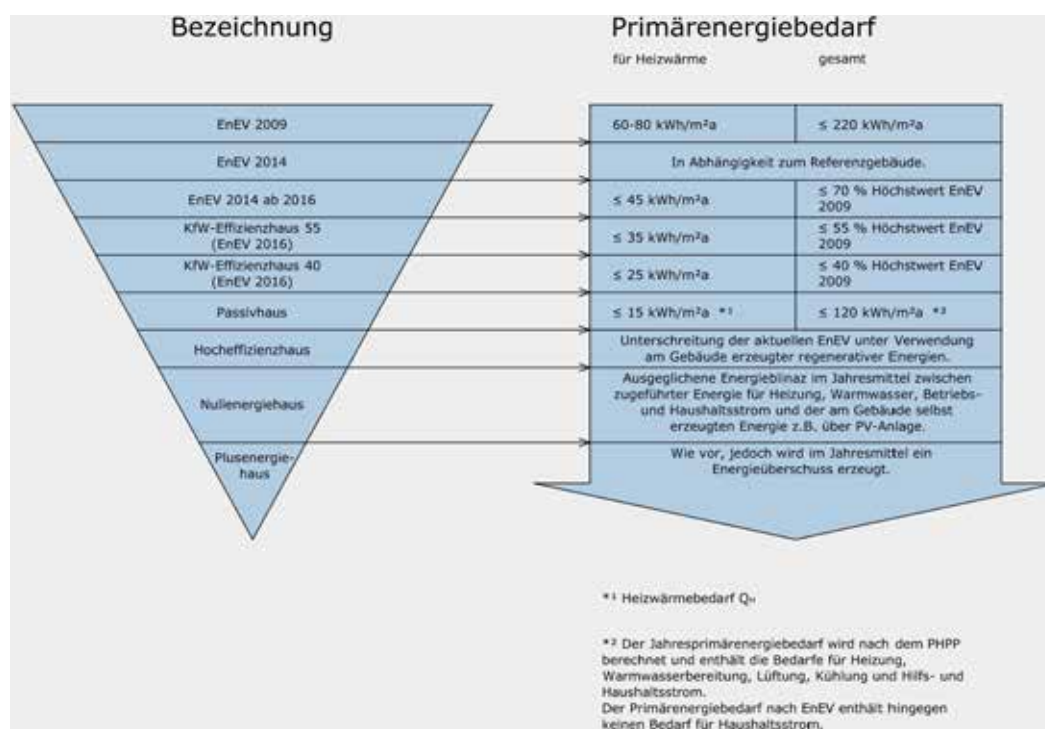 Bezeichnung
Primärenergiebedarf
für Heizwärme
gesamt
EnEV 2009
60-80 kWh/m²a
≤ 220 kWh/m²a
EnEV 2014
In Abhängigkeit zum Referenzgebäude.
EnEV 2014 ab 2016
≤ 45 kWh/m²a
≤ 70 % Höchstwert EnEV
2009
KfW-Effizienzhaus 55
(EnEV 2016)
≤ 35 kWh/m²a
≤ 55 % Höchstwert EnEV
2009
KfW-Effizienzhaus 40
(EnEV 2016)
≤ 25 kWh/m²a
≤ 40 % Höchstwert EnEV
2009
Passivhaus
≤ 15 kWh/m²a *¹
≤ 120 kWh/m²a *²
Hocheffizienzhaus
Unterschreitung der aktuellen EnEV unter Verwendung
am Gebäude erzeugter regenerativer Energien.
Nullenergiehaus
Ausgeglichene Energieblinaz im Jahresmittel zwischen
zugeführter Energie für Heizung, Warmwasser, Betriebs-
und Haushaltsstrom und der am Gebäude selbst
erzeugten Energie z.B. über PV-Anlage.
Plusenergie-
haus
Wie vor, jedoch wird im Jahresmittel ein
Energieüberschuss erzeugt.
*¹ Heizwärmebedarf Qₕ
*² Der Jahresprimärenergiebedarf wird nach dem PHPP
berechnet und enthält die Bedarfe für Heizung,
Warmwasserbereitung, Lüftung, Kühlung und Hilfs- und
Haushaltsstrom.
Der Primärenergiebedarf nach EnEV enthält hingegen
keinen Bedarf für Haushaltsstrom.